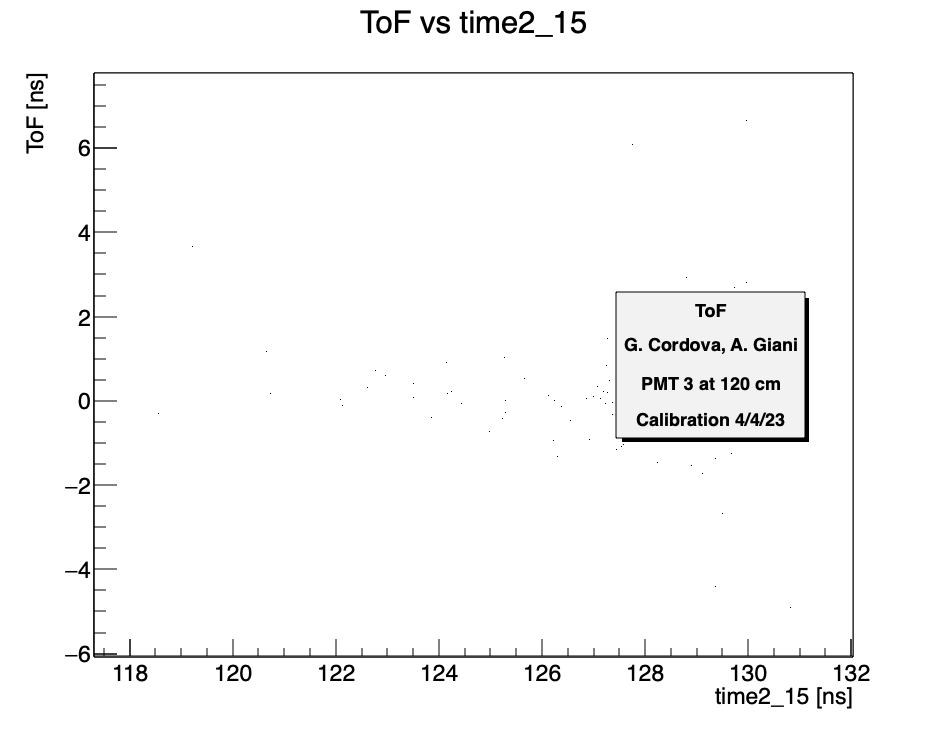 ToF vs time2_15
ToF [ns]
6
4
2
0
−2
−4
−6
ToF
G. Cordova, A. Giani
PMT 3 at 120 cm
Calibration 4/4/23
118 120 122 124 126 128 130 132
time2_15 [ns]